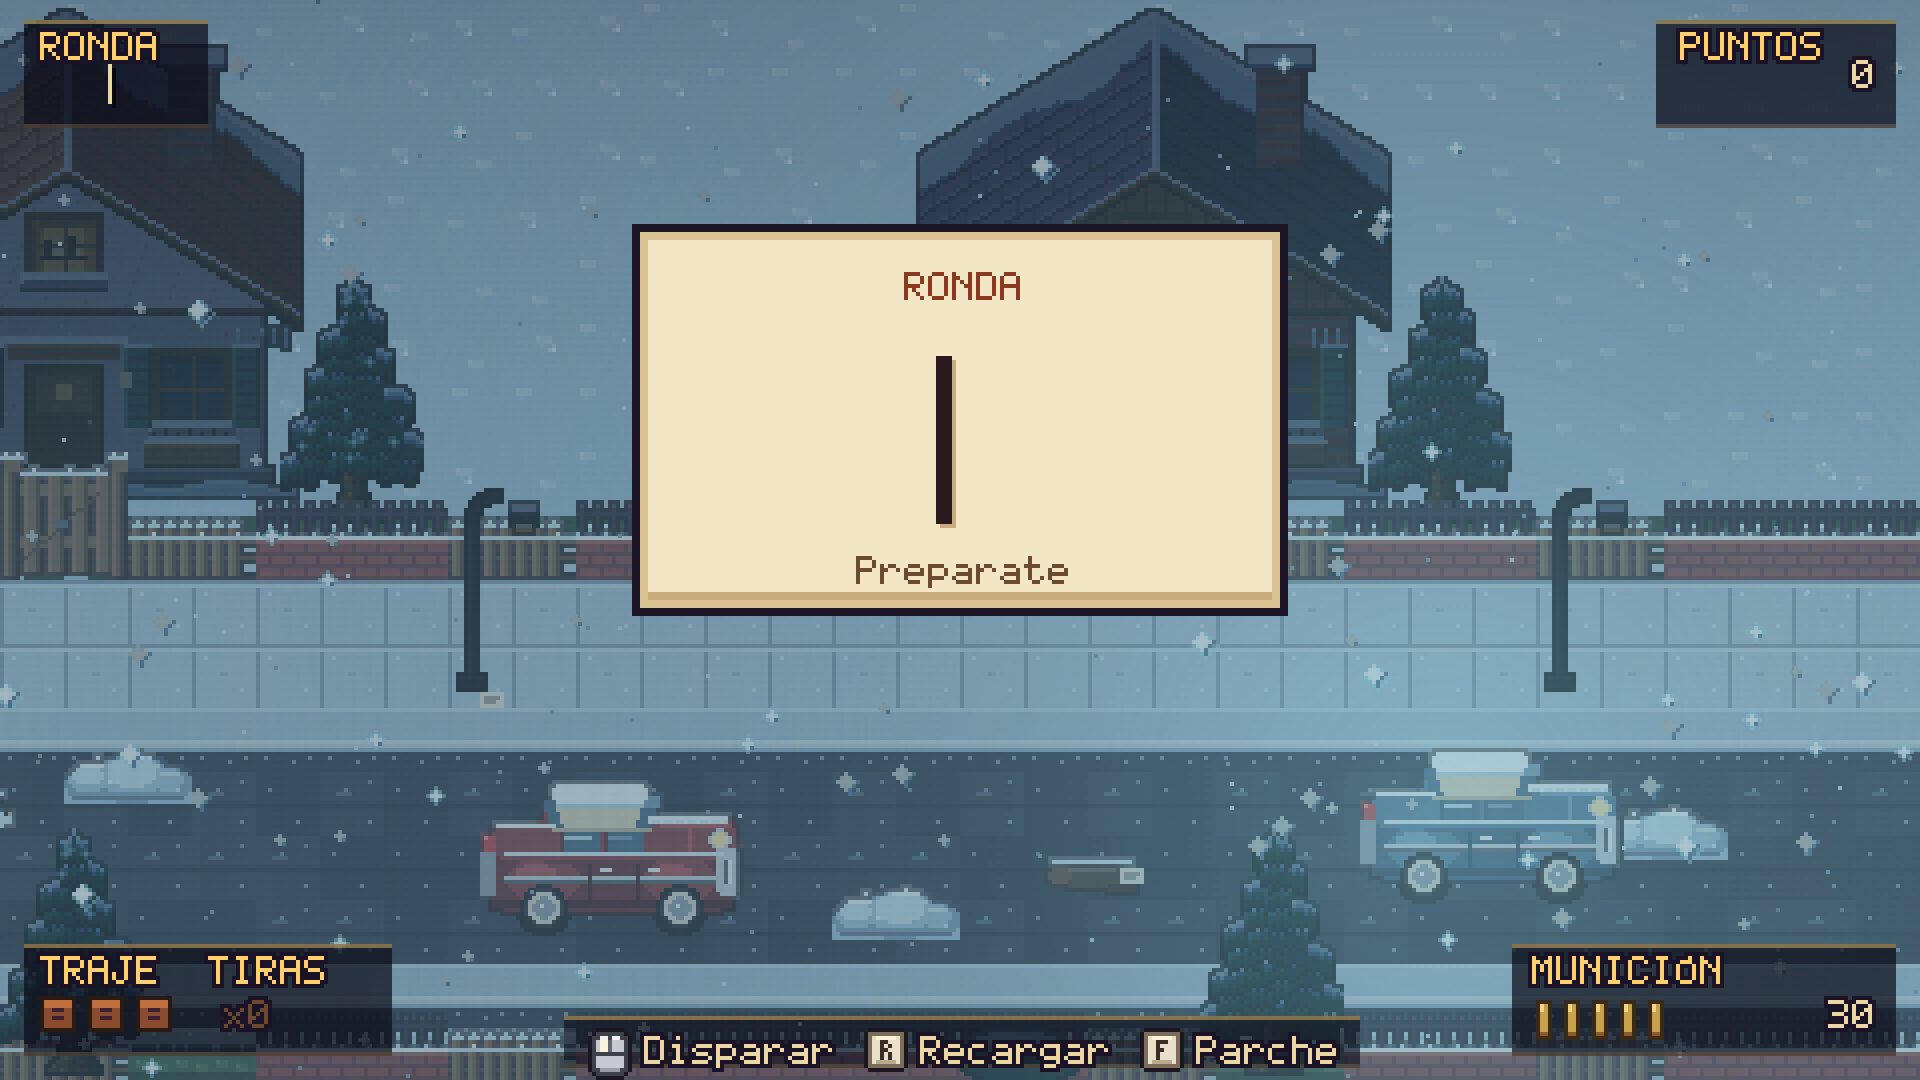 RONDA
I
PUNTOS
0
RONDA
I
Preparate
TRAJE TIRAS
x0
MUNICIóN
30
Disparar R Recargar F Parche